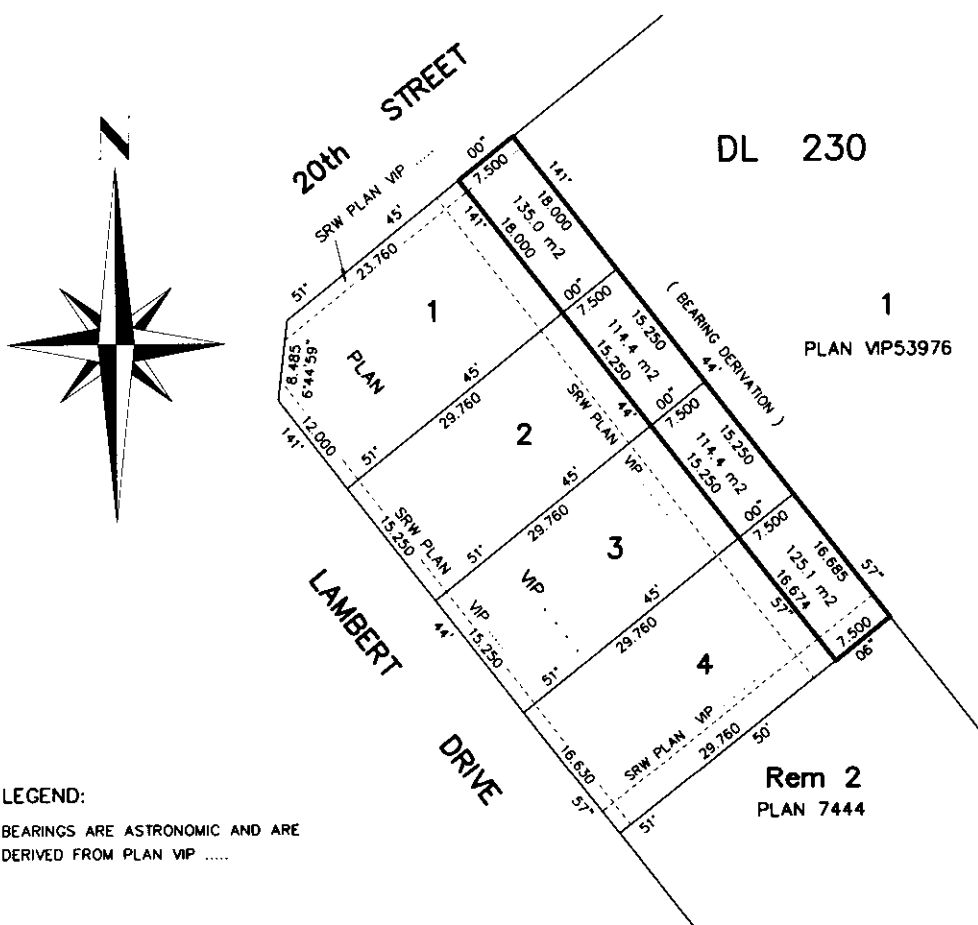 N
20th STREET
DL 230
SRW PLAN VIP .....
51° 45' 00"
23.760
7.500
141°
18.000
135.0 m2
18.000
141°
1
PLAN
8.485
6°44'59"
12.000
141°
00"
7.500
15.250
114.4 m2
15.250
( BEARING DERIVATION )
44'
1
PLAN VIP53976
51° 45'
29.760
2
SRW PLAN VIP .....
44'
00"
7.500
15.250
114.4 m2
15.250
SRW PLAN VIP .....
15.250
51° 45'
29.760
3
VIP .....
00"
7.500
16.685
125.1 m2
16.674
57"
57"
LAMBERT DRIVE
44'
15.250
51° 45'
29.760
4
7.500
06"
SRW PLAN VIP .....
29.760
50'
51°
16.630
57"
Rem 2
PLAN 7444
LEGEND:
BEARINGS ARE ASTRONOMIC AND ARE
DERIVED FROM PLAN VIP .....